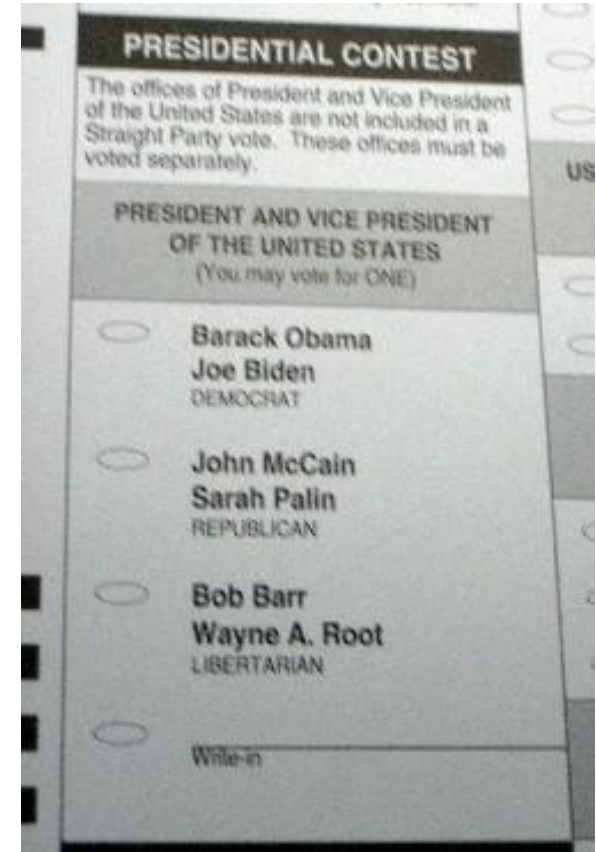 PRESIDENTIAL CONTEST
The offices of President and Vice President
of the United States are not included in a
Straight Party vote. These offices must be
voted separately.
US
PRESIDENT AND VICE PRESIDENT
OF THE UNITED STATES
(You may vote for ONE)
Barack Obama
Joe Biden
DEMOCRAT
John McCain
Sarah Palin
REPUBLICAN
Bob Barr
Wayne A. Root
LIBERTARIAN
Write-in